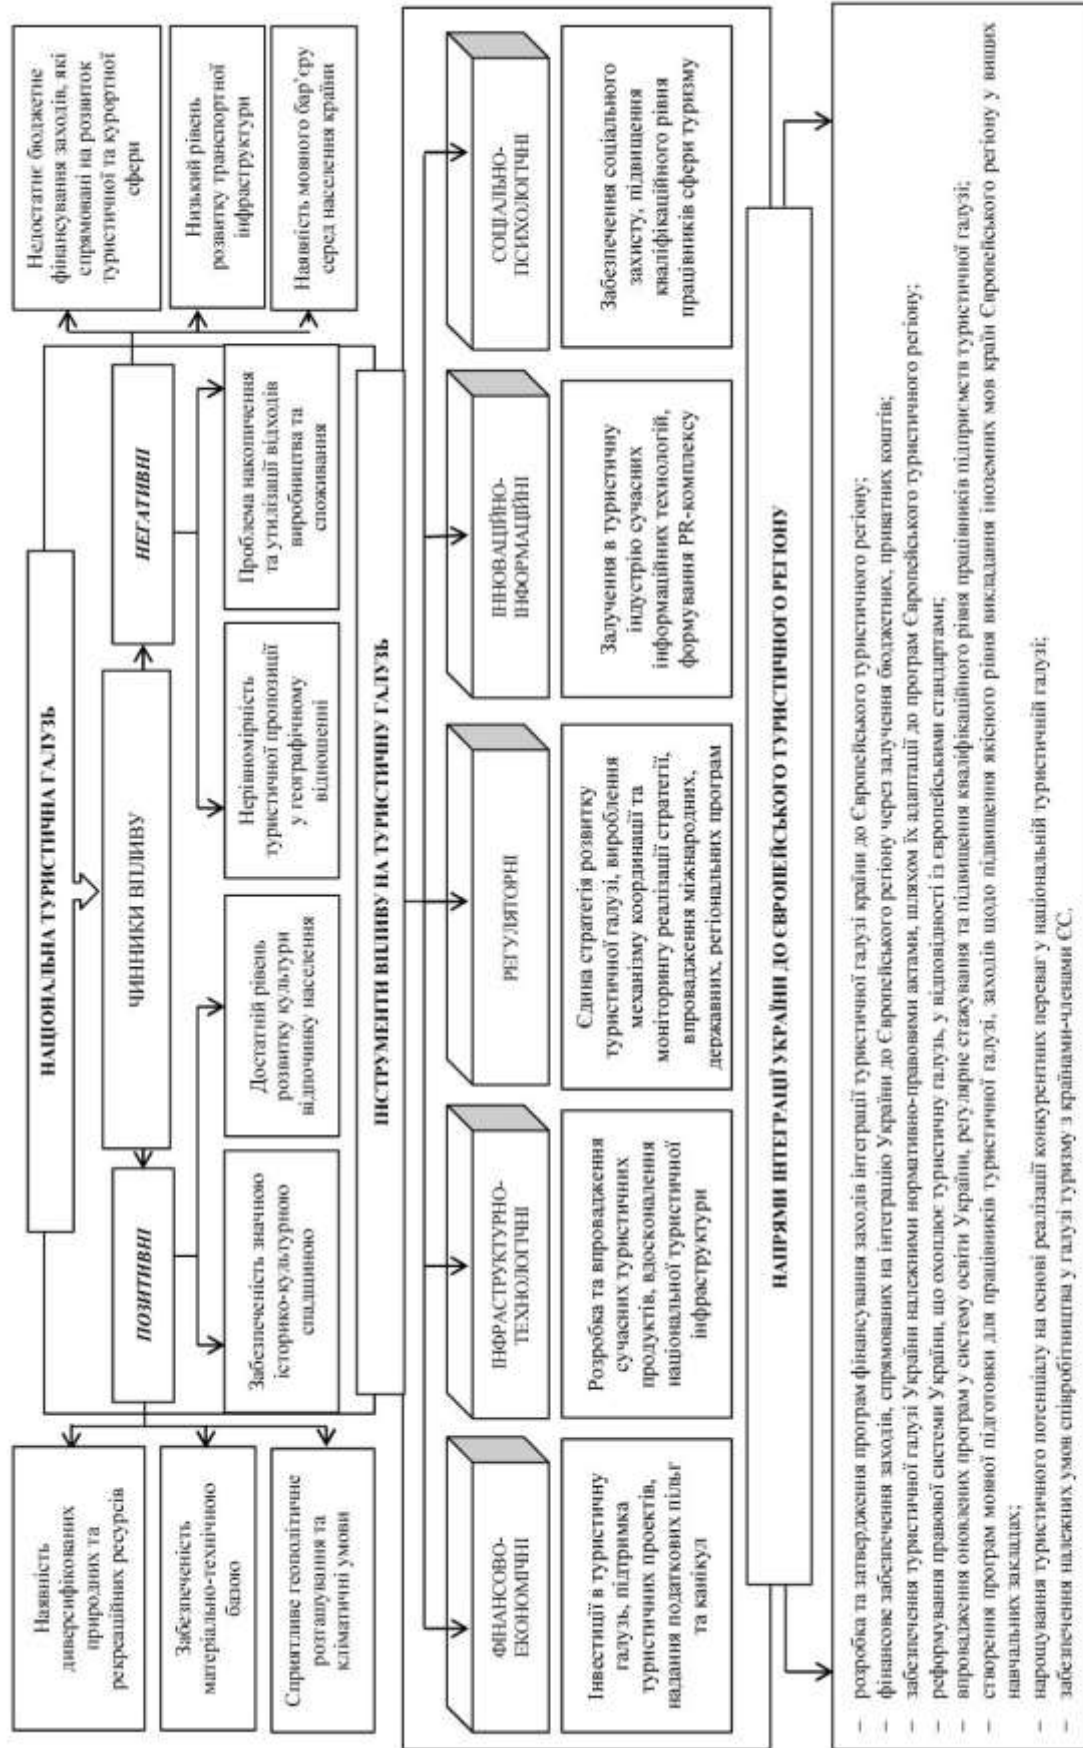 НАЦІОНАЛЬНА ТУРИСТИЧНА ГАЛУЗЬ
ЧИННИКИ ВПЛИВУ
ПОЗИТИВНІ
НЕГАТИВНІ
Наявність
диверсифікованих
природних та
рекреаційних ресурсів
Забезпеченість
матеріально-технічною
базою
Сприятливе геополітичне
розташування та
кліматичні умови
Забезпеченість значною
історико-культурною
спадщиною
Достатній рівень
розвитку культури
відпочинку населення
Нерівномірність
туристичної пропозиції
у географічному
відношенні
Проблема накопичення
та утилізації відходів
виробництва та
споживання
Недостатнє бюджетне
фінансування заходів, які
спрямовані на розвиток
туристичної та курортної
сфери
Низький рівень
розвитку транспортної
інфраструктури
Наявність мовного бар’єру
серед населення країни
ІНСТРУМЕНТИ ВПЛИВУ НА ТУРИСТИЧНУ ГАЛУЗЬ
ФІНАНСОВО-
ЕКОНОМІЧНІ
Інвестиції в туристичну
галузь, підтримка
туристичних проектів,
надання податкових пільг
та канікул
ІНФРАСТРУКТУРНО-
ТЕХНОЛОГІЧНІ
Розробка та впровадження
сучасних туристичних
продуктів, вдосконалення
національної туристичної
інфраструктури
РЕГУЛЯТОРНІ
Єдина стратегія розвитку
туристичної галузі, вироблення
механізму координації та
моніторингу реалізації стратегії,
впровадження міжнародних,
державних, регіональних програм
ІННОВАЦІЙНО-
ІНФОРМАЦІЙНІ
Залучення в туристичну
індустрію сучасних
інформаційних технологій,
формування PR-комплексу
СОЦІАЛЬНО-
ПСИХОЛОГІЧНІ
Забезпечення соціального
захисту, підвищення
кваліфікаційного рівня
працівників сфери туризму
НАПРЯМИ ІНТЕГРАЦІЇ УКРАЇНИ ДО ЄВРОПЕЙСЬКОГО ТУРИСТИЧНОГО РЕГІОНУ
– розробка та затвердження програм фінансування заходів інтеграції туристичної галузі країни до Європейського туристичного регіону;
– фінансове забезпечення заходів, спрямованих на інтеграцію України до Європейського регіону через залучення бюджетних, приватних коштів;
– забезпечення туристичної галузі України належними нормативно-правовими актами, шляхом їх адаптації до програм Європейського туристичного регіону;
– реформування правової системи України, що охоплює туристичну галузь, у відповідності із європейськими стандартами;
– впровадження оновлених програм у систему освіти України, регулярне стажування та підвищення кваліфікаційного рівня працівників підприємств туристичної галузі;
– створення програм мовної підготовки для працівників туристичної галузі, заходів щодо підвищення якісного рівня викладання іноземних мов країн Європейського регіону у вищих
навчальних закладах;
– нарощування туристичного потенціалу на основі реалізації конкурентних переваг у національній туристичній галузі;
– забезпечення належних умов співробітництва у галузі туризму з країнами-членами ЄС.